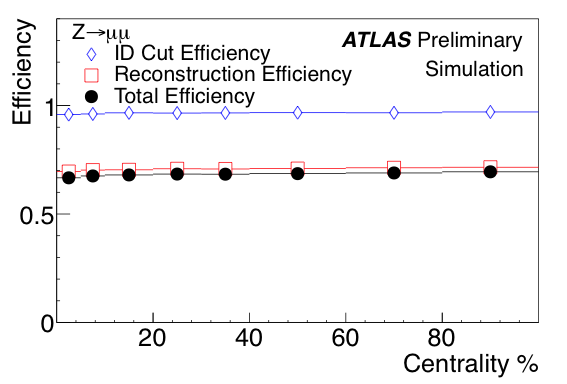 Z→μμ
ATLAS Preliminary
ID Cut Efficiency
Simulation
Reconstruction Efficiency
Total Efficiency
Efficiency
1
0.5
0
20 40 60 80
Centrality %